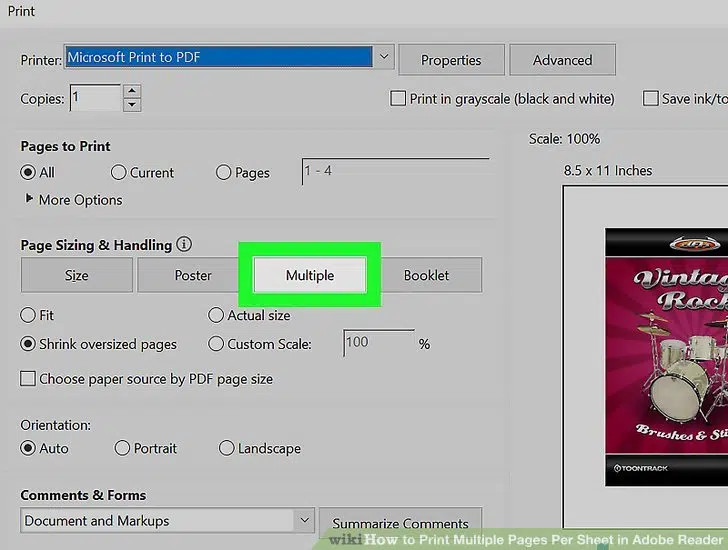 Print
Printer: Microsoft Print to PDF Properties Advanced
Copies: 1 Print in grayscale (black and white) Save ink/to
Pages to Print
All Current Pages 1 - 4
More Options
Scale: 100%
8.5 x 11 Inches
Page Sizing & Handling
Size Poster Multiple Booklet
Fit Actual size
Shrink oversized pages Custom Scale: 100 %
Choose paper source by PDF page size
Orientation:
Auto Portrait Landscape
Comments & Forms
Document and Markups Summarize Comments
Vintag
Rock
Brushes & Sti
TOONTRACK
wikiHow to Print Multiple Pages Per Sheet in Adobe Reader